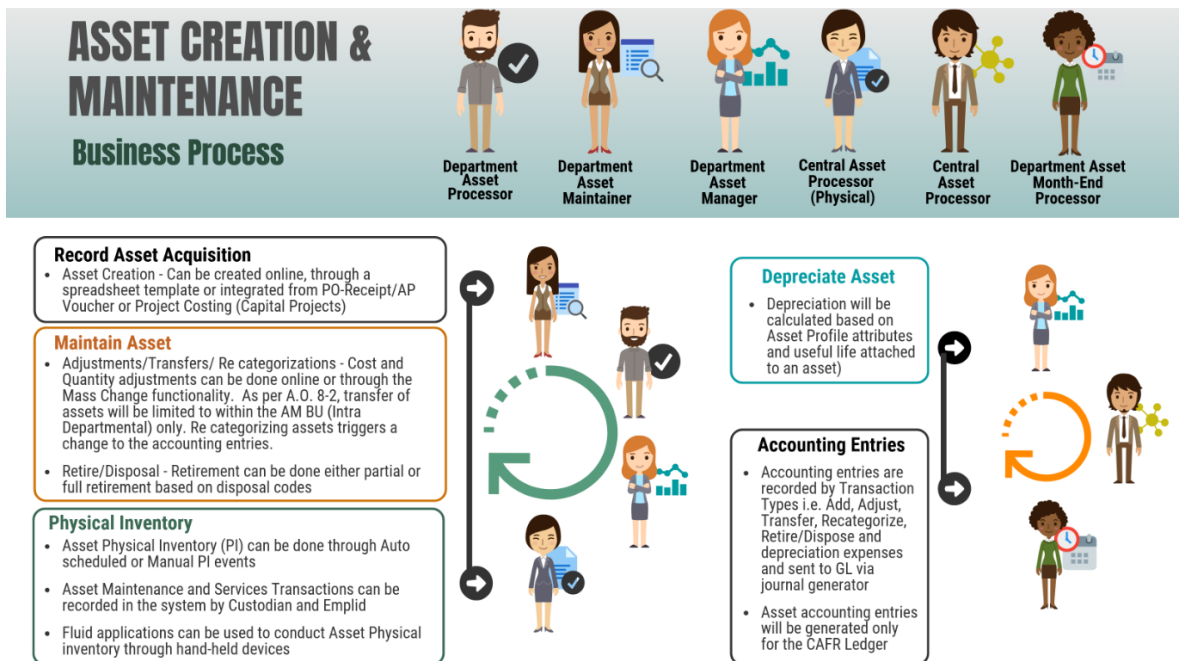 ASSET CREATION &
MAINTENANCE
Business Process
Department
Asset
Processor
Department
Asset
Maintainer
Department
Asset
Manager
Central Asset
Processor
(Physical)
Central
Asset
Processor
Department Asset
Month-End
Processor
Record Asset Acquisition
• Asset Creation - Can be created online, through a
spreadsheet template or integrated from PO-Receipt/AP
Voucher or Project Costing (Capital Projects)
Maintain Asset
• Adjustments/Transfers/ Re categorizations - Cost and
Quantity adjustments can be done online or through the
Mass Change functionality. As per A.O. 8-2, transfer of
assets will be limited to within the AM BU (Intra
Departmental) only. Re categorizing assets triggers a
change to the accounting entries.
• Retire/Disposal - Retirement can be done either partial or
full retirement based on disposal codes
Physical Inventory
• Asset Physical Inventory (PI) can be done through Auto
scheduled or Manual PI events
• Asset Maintenance and Services Transactions can be
recorded in the system by Custodian and Emplid
• Fluid applications can be used to conduct Asset Physical
inventory through hand-held devices
Depreciate Asset
• Depreciation will be
calculated based on
Asset Profile attributes
and useful life attached
to an asset)
Accounting Entries
• Accounting entries are
recorded by Transaction
Types i.e. Add, Adjust,
Transfer, Recategorize,
Retire/Dispose and
depreciation expenses
and sent to GL via
journal generator
• Asset accounting entries
will be generated only
for the CAFR Ledger